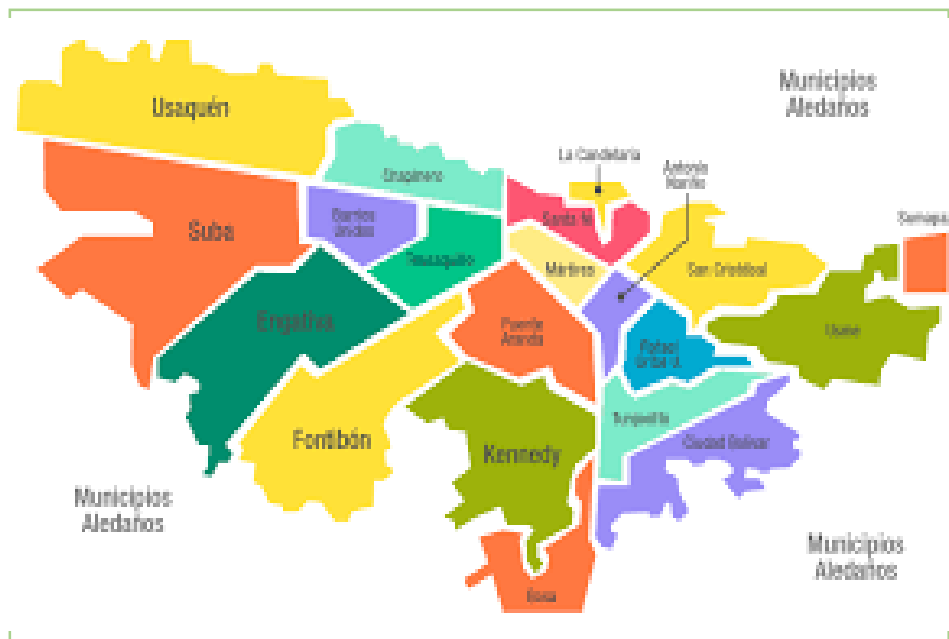 Municipios
Aledaños
Usaquén
La Candelaria
Antonio
Nariño
Chapinero
Santa Fe
Barrios
Unidos
Suba
Sumapaz
Teusaquillo
Mártires
San Cristóbal
Engativa
Puente
Aranda
Usme
Rafael
Uribe U.
Tunjuelito
Fontibón
Kennedy
Ciudad Bolívar
Municipios
Aledaños
Municipios
Aledaños
Bosa